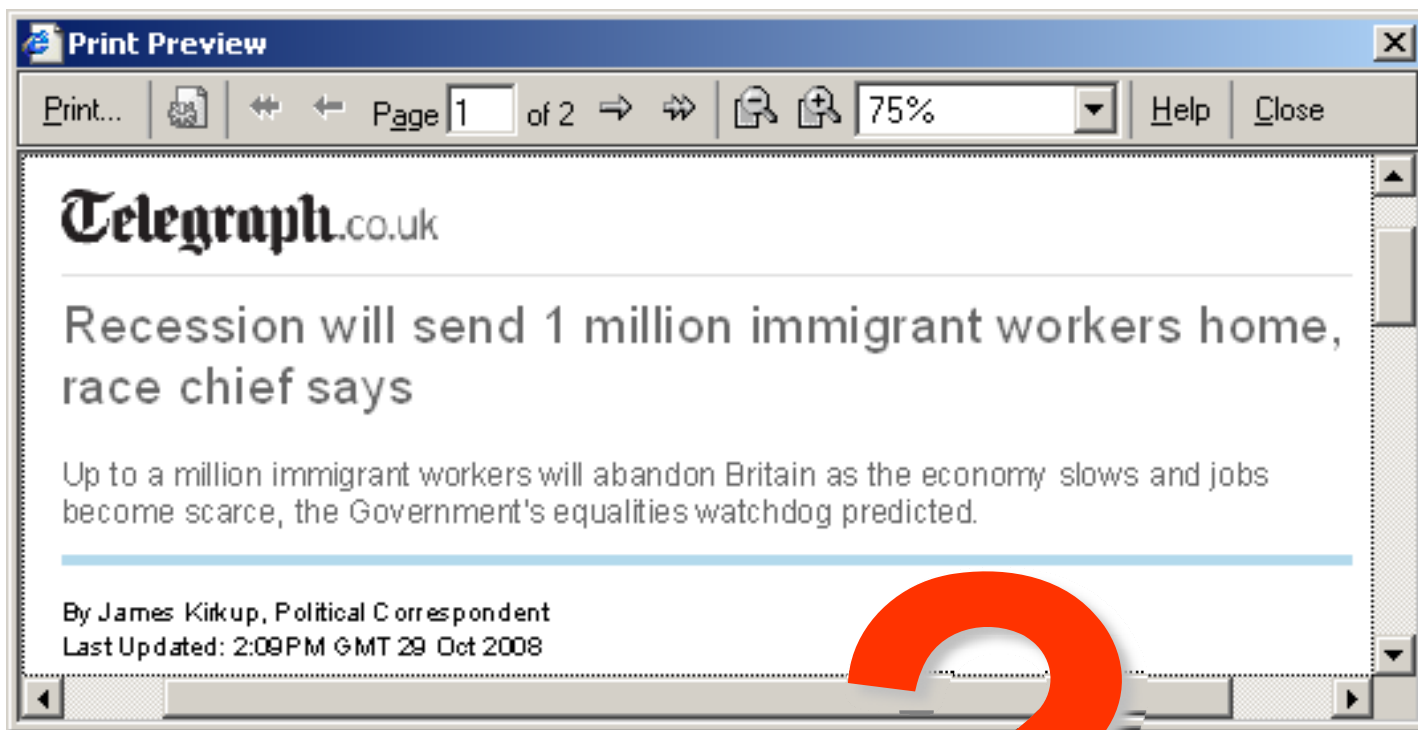 Print Preview
Print... Page 1 of 2 75% Help Close
Telegraph.co.uk
Recession will send 1 million immigrant workers home,
race chief says
Up to a million immigrant workers will abandon Britain as the economy slows and jobs
become scarce, the Government's equalities watchdog predicted.
By James Kirkup, Political Correspondent
Last Updated: 2:09PM GMT 29 Oct 2008
?